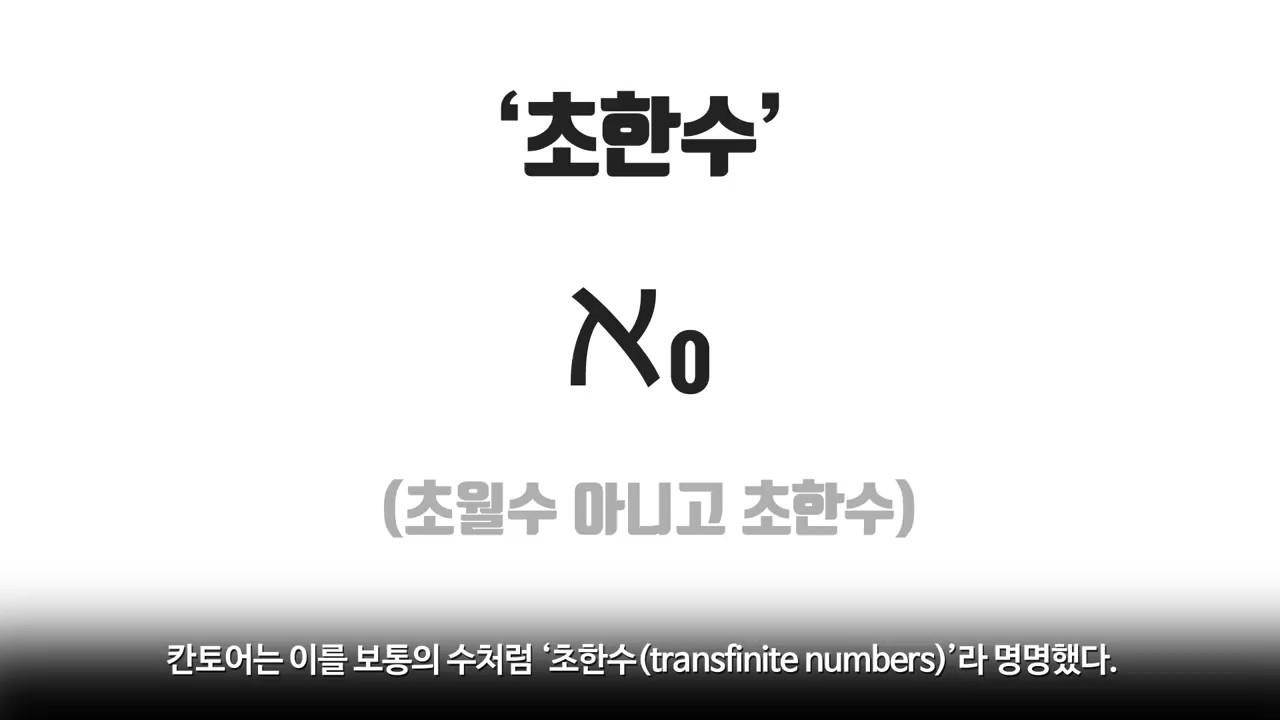 ‘초한수’
ℵ₀
(초월수 아니고 초한수)
칸토어는 이를 보통의 수처럼 ‘초한수(transfinite numbers)’라 명명했다.